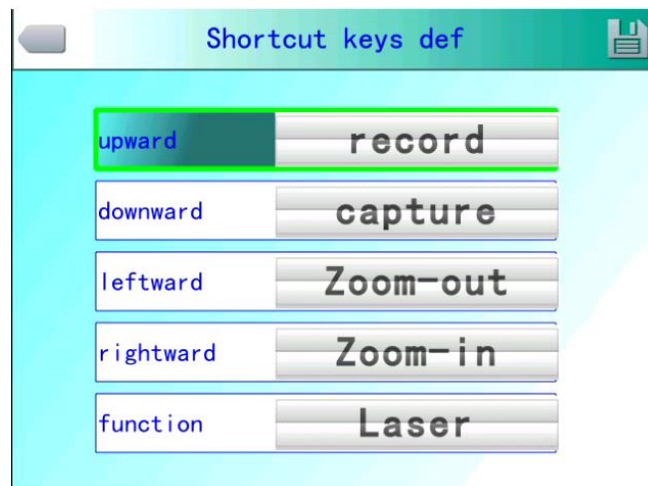 Shortcut keys def
upward record
downward capture
leftward Zoom-out
rightward Zoom-in
function Laser